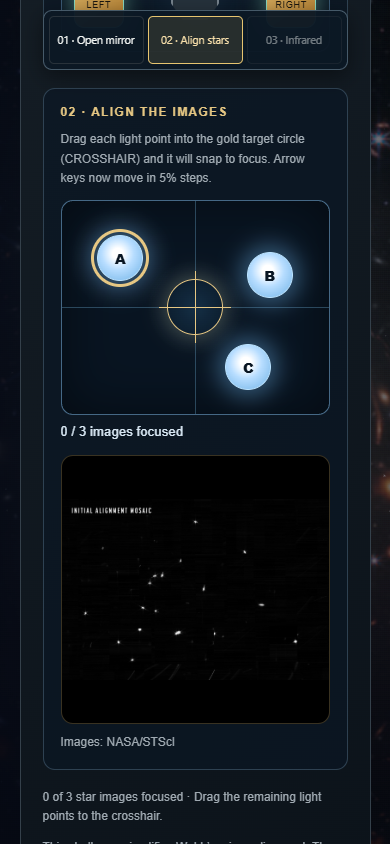 LEFT
RIGHT
01 · Open mirror
02 · Align stars
03 · Infrared
02 · ALIGN THE IMAGES
Drag each light point into the gold target circle
(CROSSHAIR) and it will snap to focus. Arrow
keys now move in 5% steps.
A
B
C
0 / 3 images focused
INITIAL ALIGNMENT MOSAIC
Images: NASA/STScI
0 of 3 star images focused · Drag the remaining light
points to the crosshair.